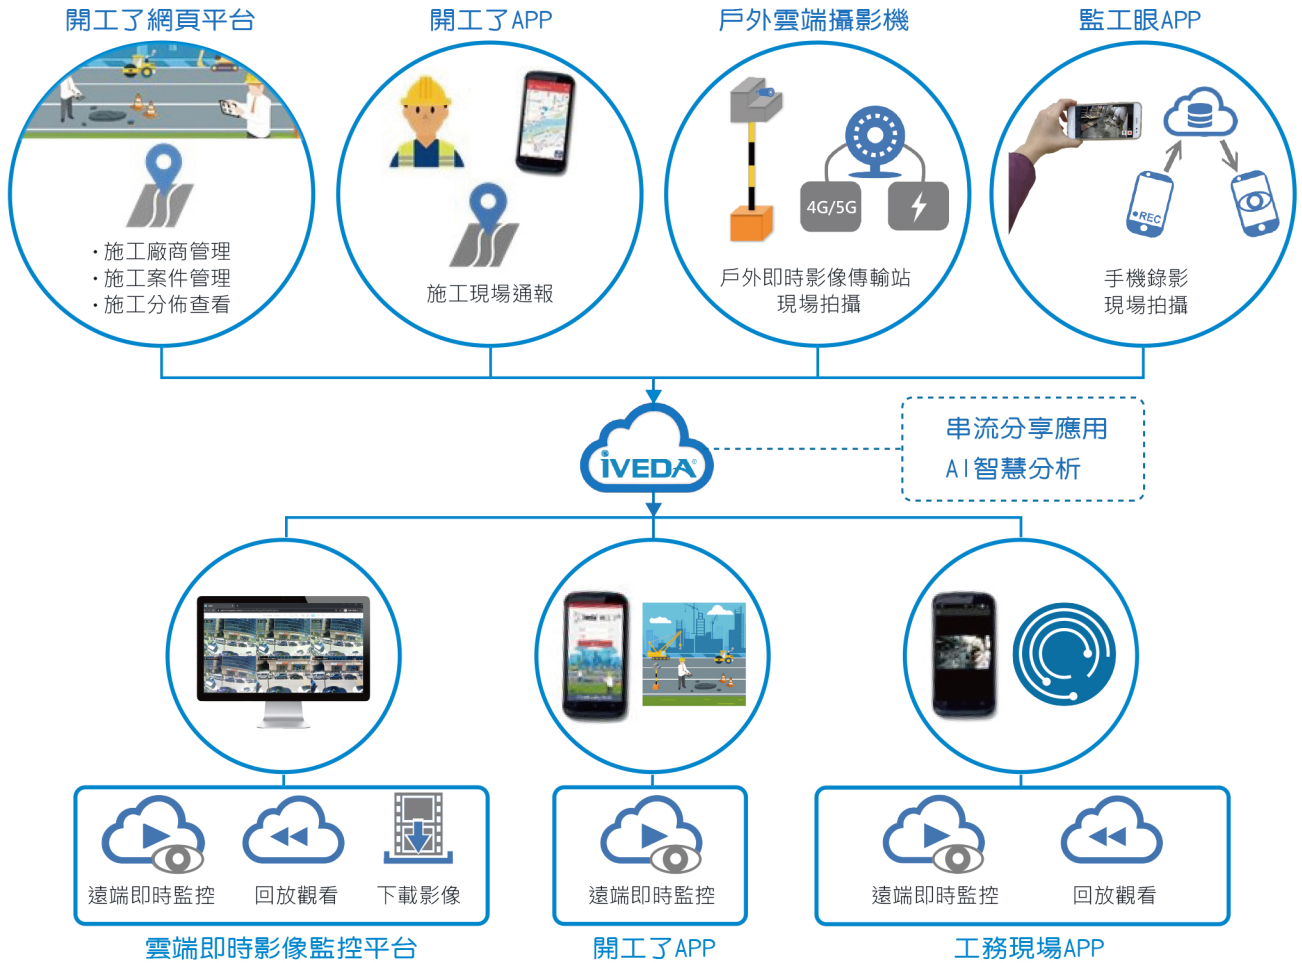 開工了網頁平台
開工了APP
戶外雲端攝影機
監工眼APP
4G/5G
REC
・施工廠商管理
・施工案件管理
・施工分佈查看
施工現場通報
戶外即時影像傳輸站
現場拍攝
手機錄影
現場拍攝
iVEDA®
串流分享應用
AI智慧分析
遠端即時監控
回放觀看
下載影像
遠端即時監控
遠端即時監控
回放觀看
雲端即時影像監控平台
開工了APP
工務現場APP